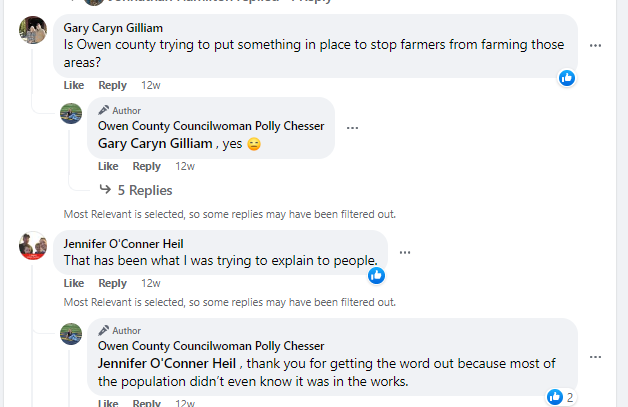 Johnathan Hamilton replied · 1 Reply
Gary Caryn Gilliam
Is Owen county trying to put something in place to stop farmers from farming those
areas?
Like Reply 12w
Author
Owen County Councilwoman Polly Chesser
Gary Caryn Gilliam , yes 😞
Like Reply 12w
5 Replies
Most Relevant is selected, so some replies may have been filtered out.
Jennifer O'Conner Heil
That has been what I was trying to explain to people.
Like Reply 12w
Most Relevant is selected, so some replies may have been filtered out.
Author
Owen County Councilwoman Polly Chesser
Jennifer O'Conner Heil , thank you for getting the word out because most of
the population didn't even know it was in the works.
2
Like Reply 12w